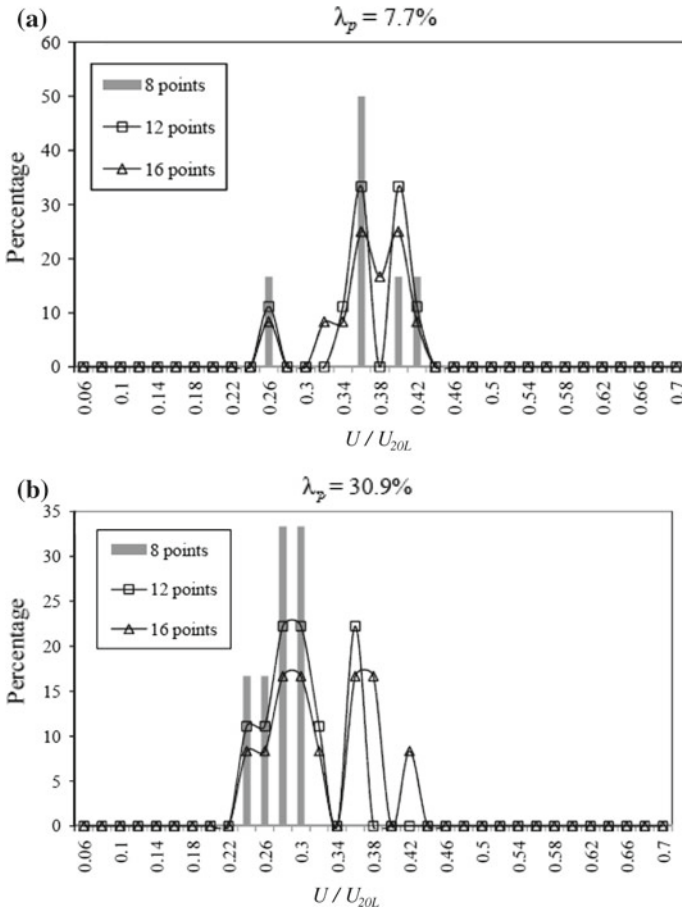 (a)
λp = 7.7%
60
50
40
30
20
10
0
Percentage
8 points
12 points
16 points
0.06 0.1 0.14 0.18 0.22 0.26 0.3 0.34 0.38 0.42 0.46 0.5 0.54 0.58 0.62 0.66 0.7
U / U20L
(b)
λp = 30.9%
35
30
25
20
15
10
5
0
Percentage
8 points
12 points
16 points
0.06 0.1 0.14 0.18 0.22 0.26 0.3 0.34 0.38 0.42 0.46 0.5 0.54 0.58 0.62 0.66 0.7
U / U20L